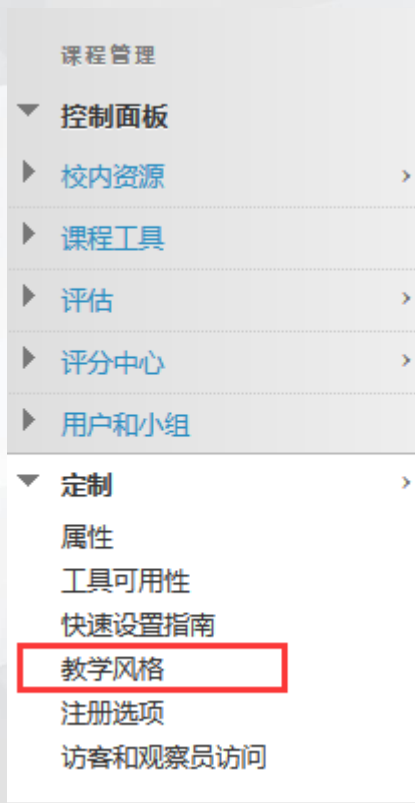 课程管理
控制面板
校内资源
课程工具
评估
评分中心
用户和小组
定制
属性
工具可用性
快速设置指南
教学风格
注册选项
访客和观察员访问